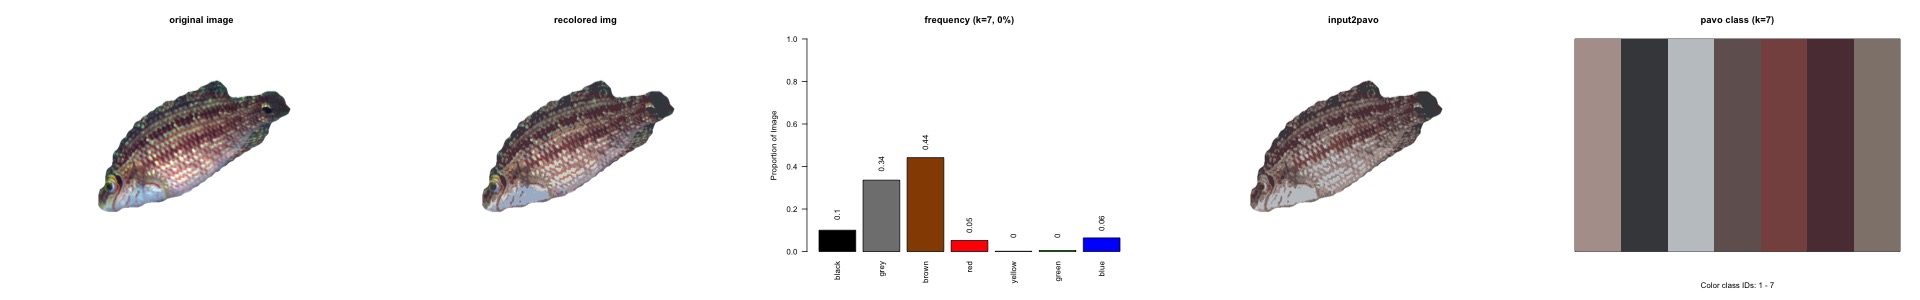 original image
recolored img
frequency (k=7, 0%)
input2pavo
pavo class (k=7)
Proportion of Image
1.0
0.8
0.6
0.4
0.2
0.0
0.1
0.34
0.44
0.05
0
0
0.06
black
grey
brown
red
yellow
green
blue
Color class IDs: 1 - 7